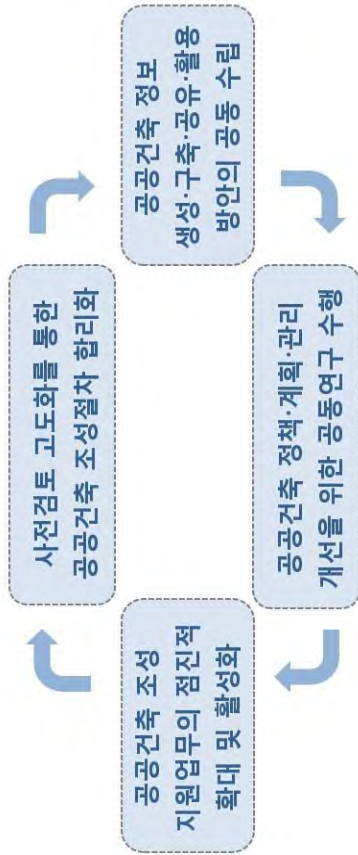 사전검토 고도화를 통한
공공건축 조성절차 합리화
공공건축 정보
생성·구축·공유·활용
방안의 공동 수립
공공건축 정책·계획·관리
개선을 위한 공동연구 수행
공공건축 조성
지원업무의 점진적
확대 및 활성화